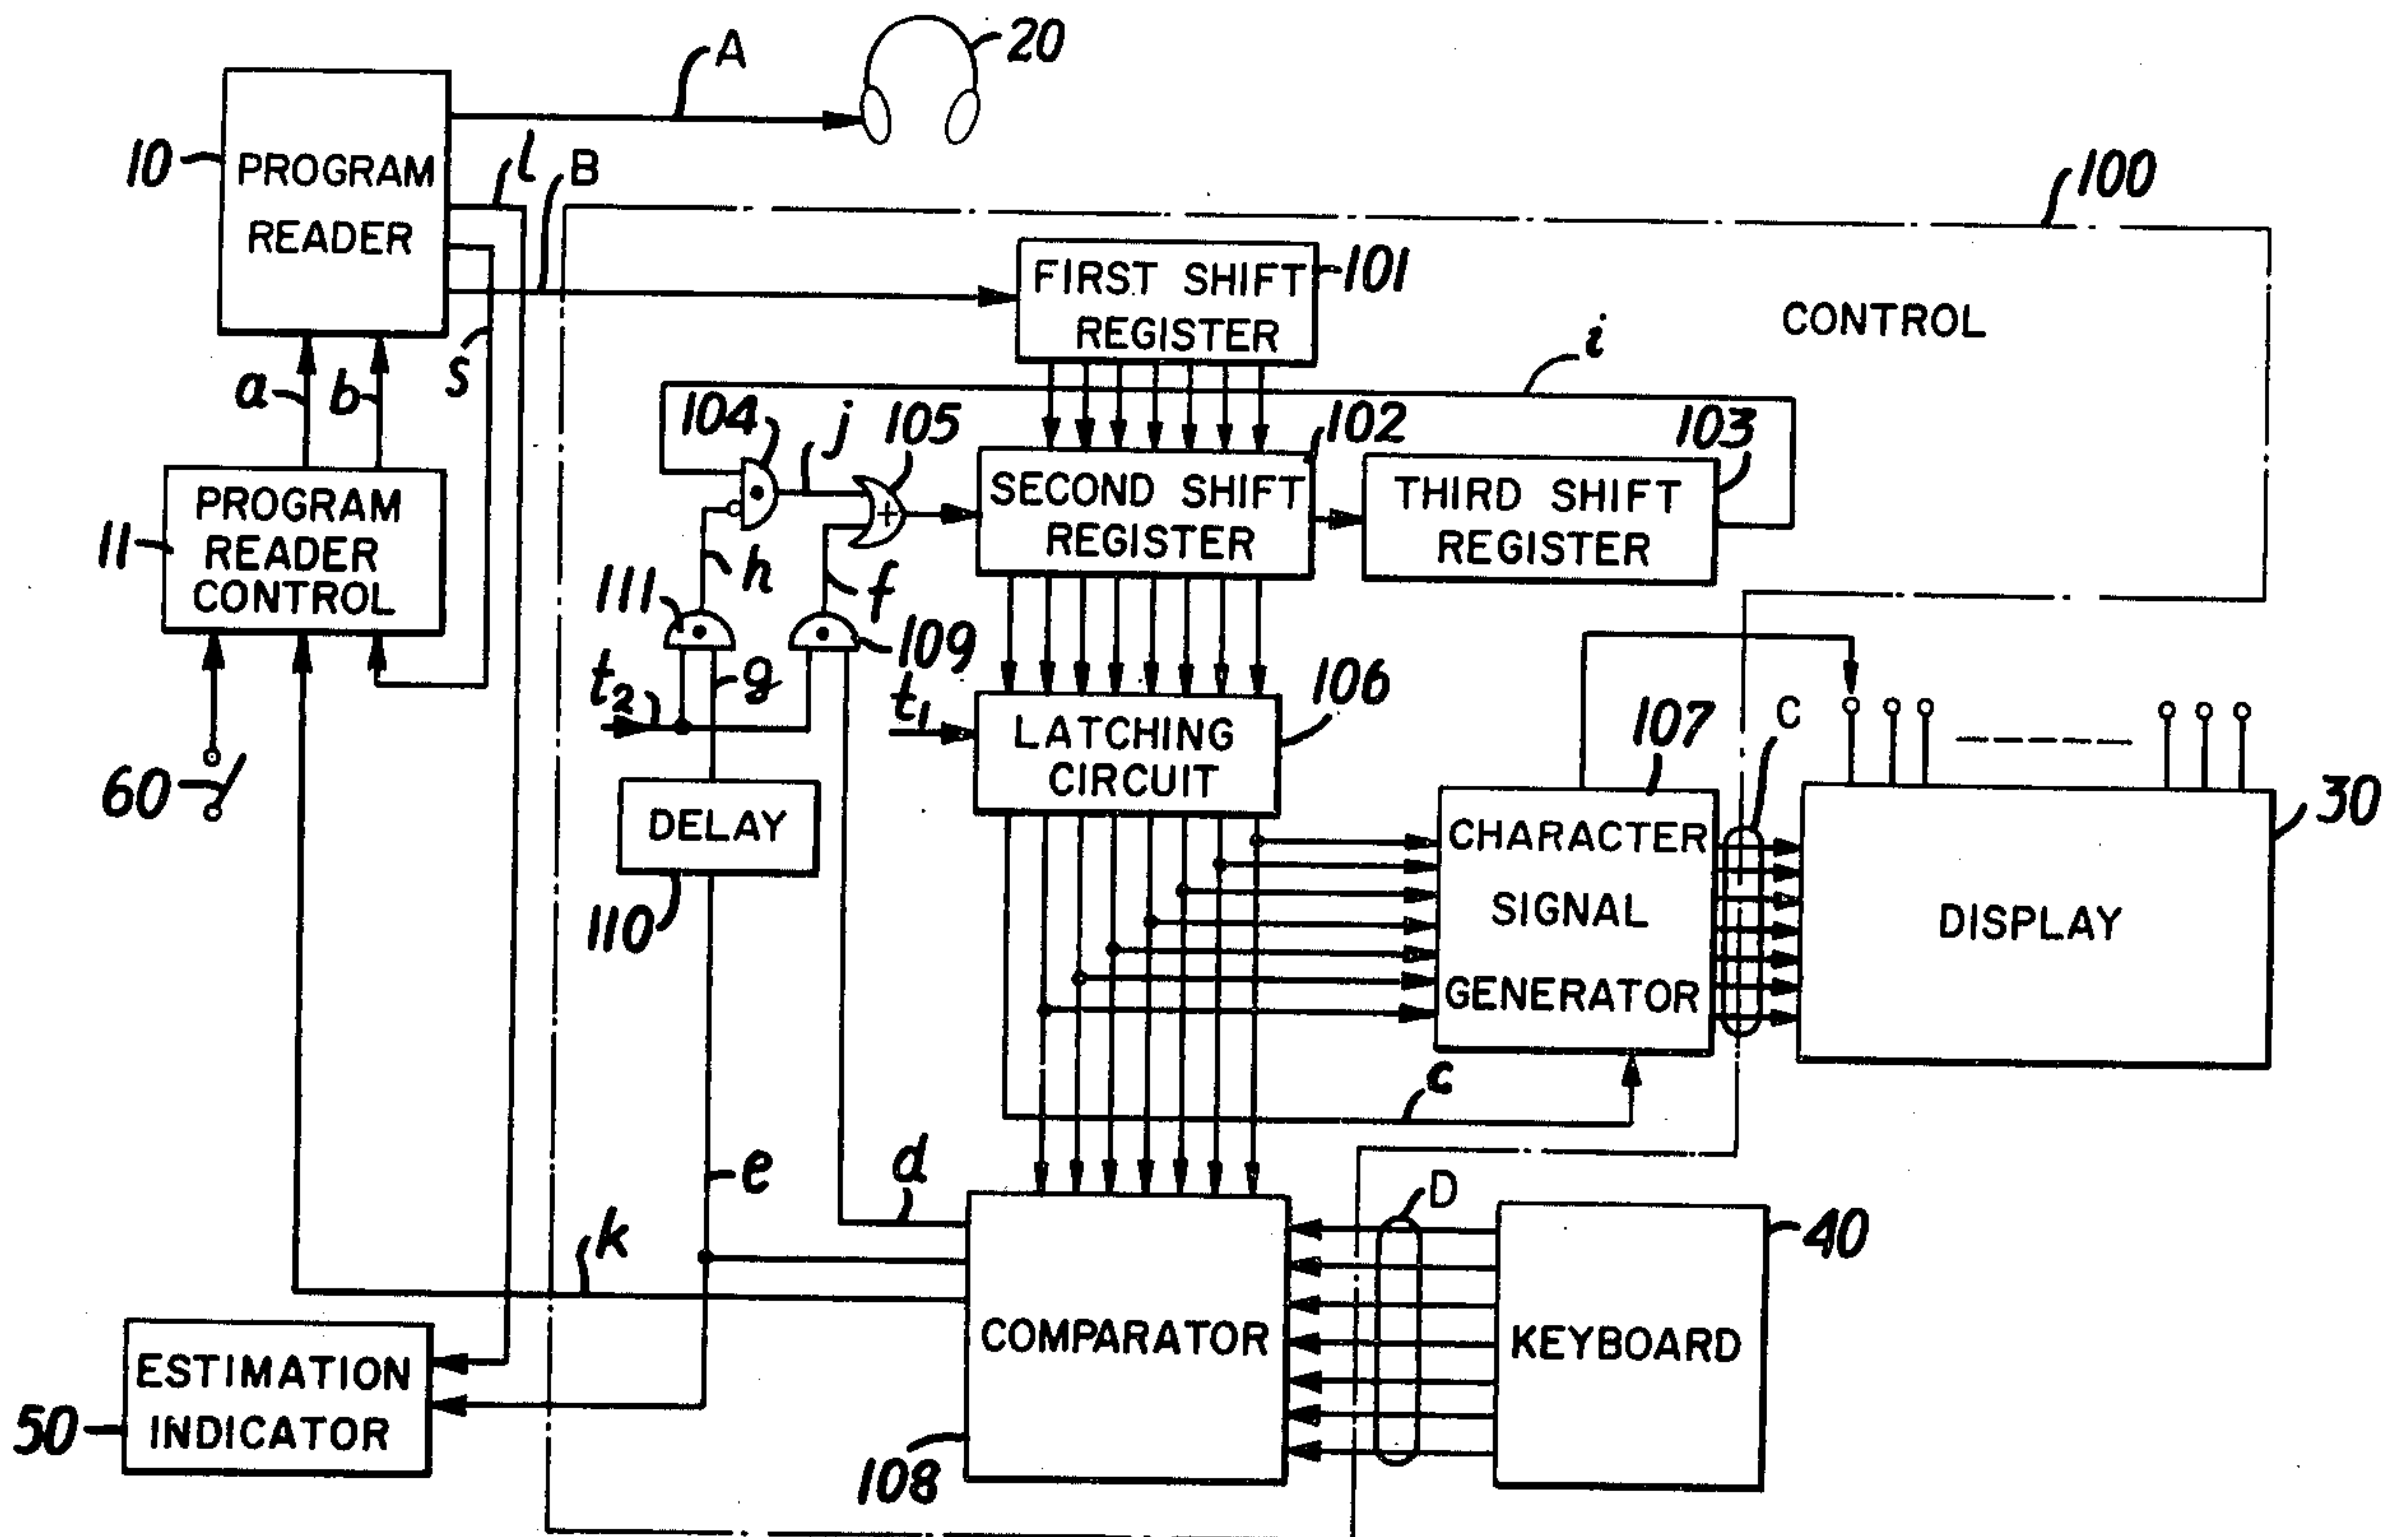 A
20
10
PROGRAM
READER
l
B
100
FIRST SHIFT
REGISTER
101
CONTROL
a
b
s
i
104
j
105
102
103
11
PROGRAM
READER
CONTROL
SECOND SHIFT
REGISTER
THIRD SHIFT
REGISTER
h
f
111
109
t2
g
t1
106
LATCHING
CIRCUIT
107
C
60
DELAY
30
110
CHARACTER
SIGNAL
GENERATOR
DISPLAY
c
e
d
D
k
40
ESTIMATION
INDICATOR
50
COMPARATOR
KEYBOARD
108